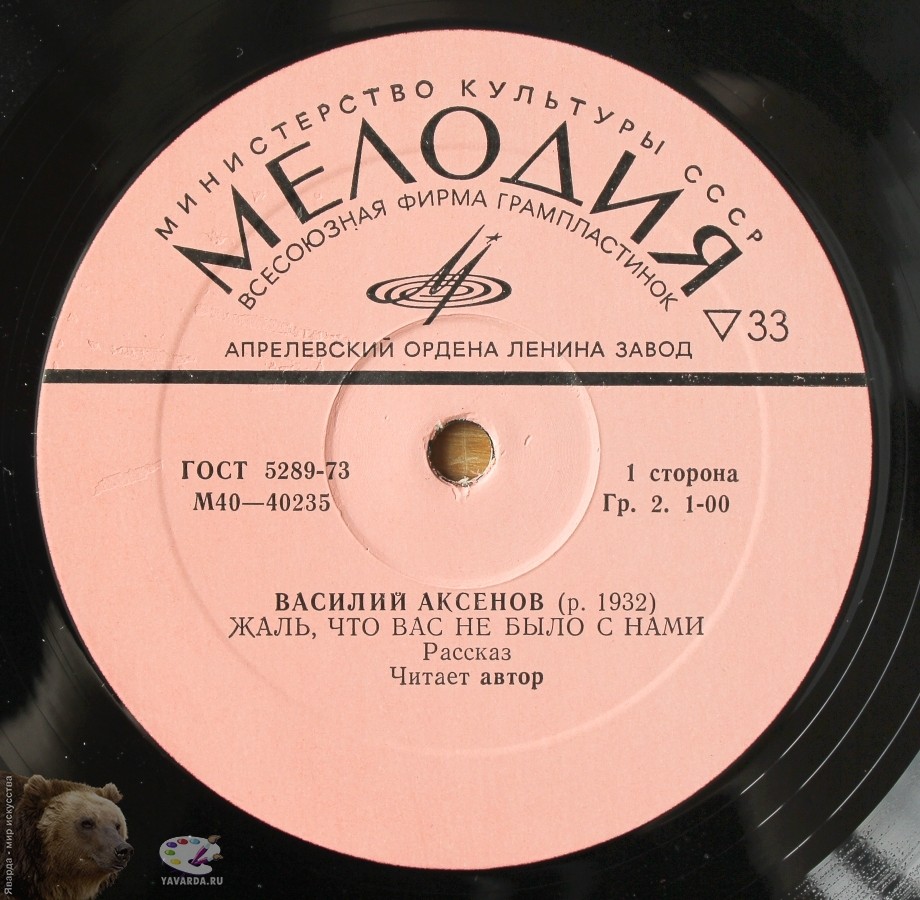 МИНИСТЕРСТВО КУЛЬТУРЫ СССР
МЕЛОДИЯ
ВСЕСОЮЗНАЯ ФИРМА ГРАМПЛАСТИНОК
33
АПРЕЛЕВСКИЙ ОРДЕНА ЛЕНИНА ЗАВОД
ГОСТ 5289-73
М40—40235
1 сторона
Гр. 2. 1-00
ВАСИЛИЙ АКСЕНОВ (р. 1932)
ЖАЛЬ, ЧТО ВАС НЕ БЫЛО С НАМИ
Рассказ
Читает автор
Яварда - мир искусства
YAVARDA.RU